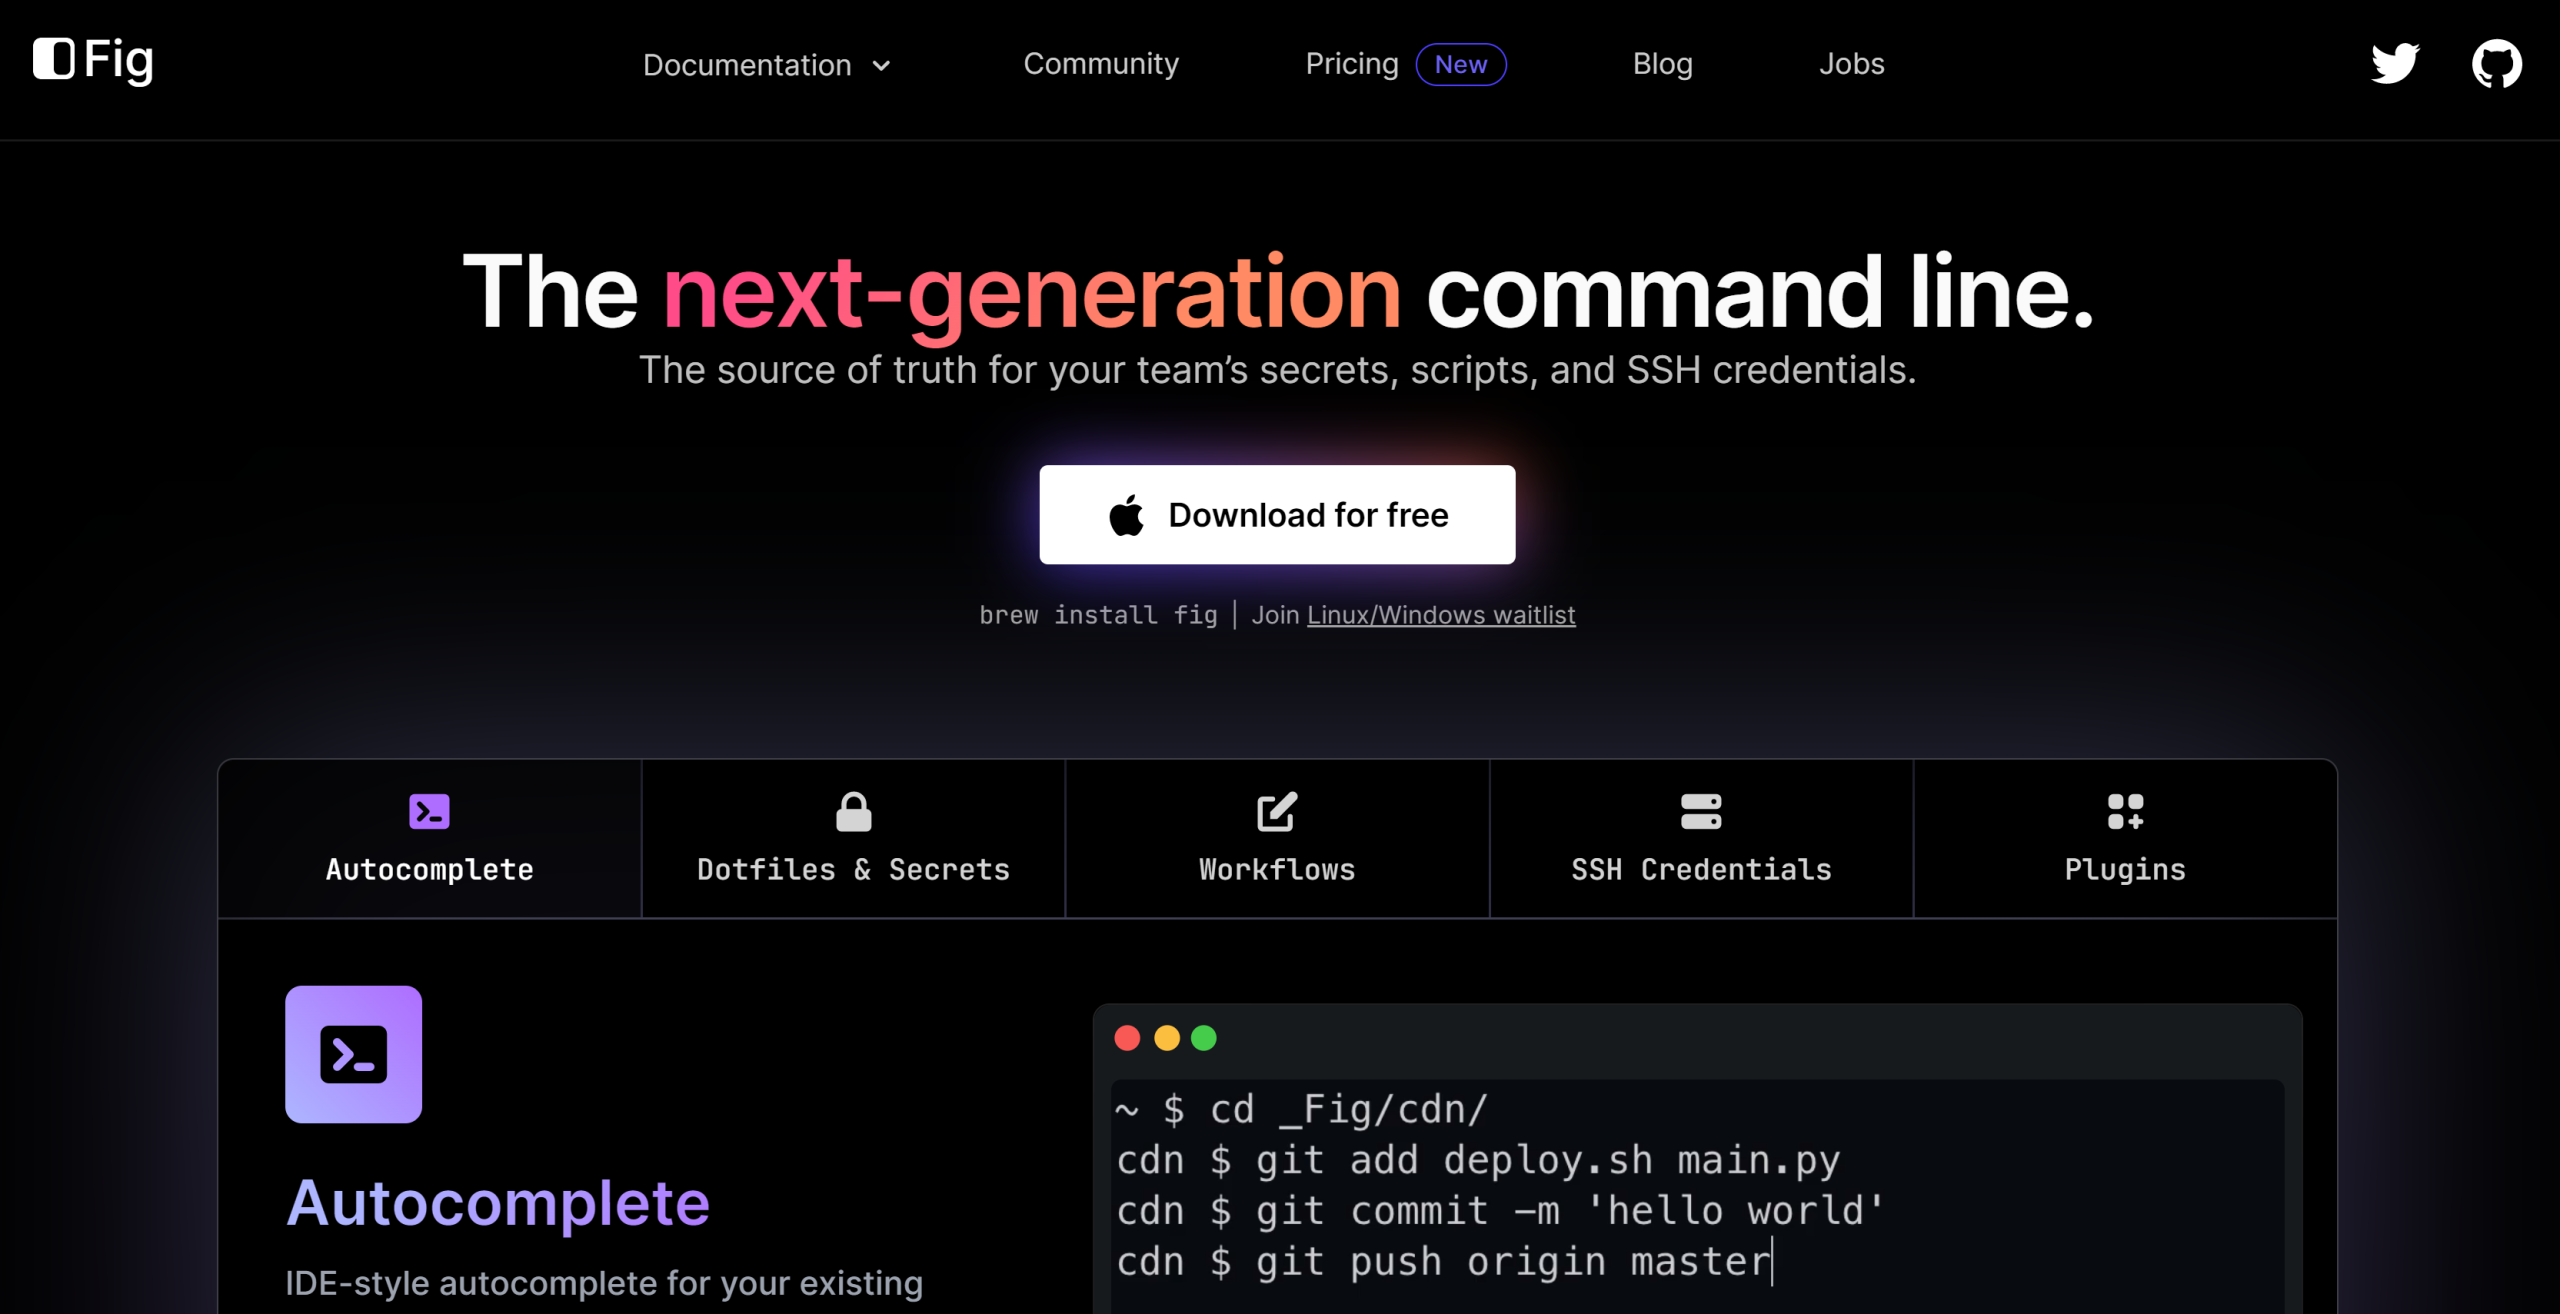 Fig
Documentation
Community
Pricing New
Blog
Jobs
The next-generation command line.
The source of truth for your team’s secrets, scripts, and SSH credentials.
Download for free
brew install fig | Join Linux/Windows waitlist
Autocomplete
Dotfiles & Secrets
Workflows
SSH Credentials
Plugins
Autocomplete
IDE-style autocomplete for your existing
~ $ cd _Fig/cdn/
cdn $ git add deploy.sh main.py
cdn $ git commit -m 'hello world'
cdn $ git push origin master